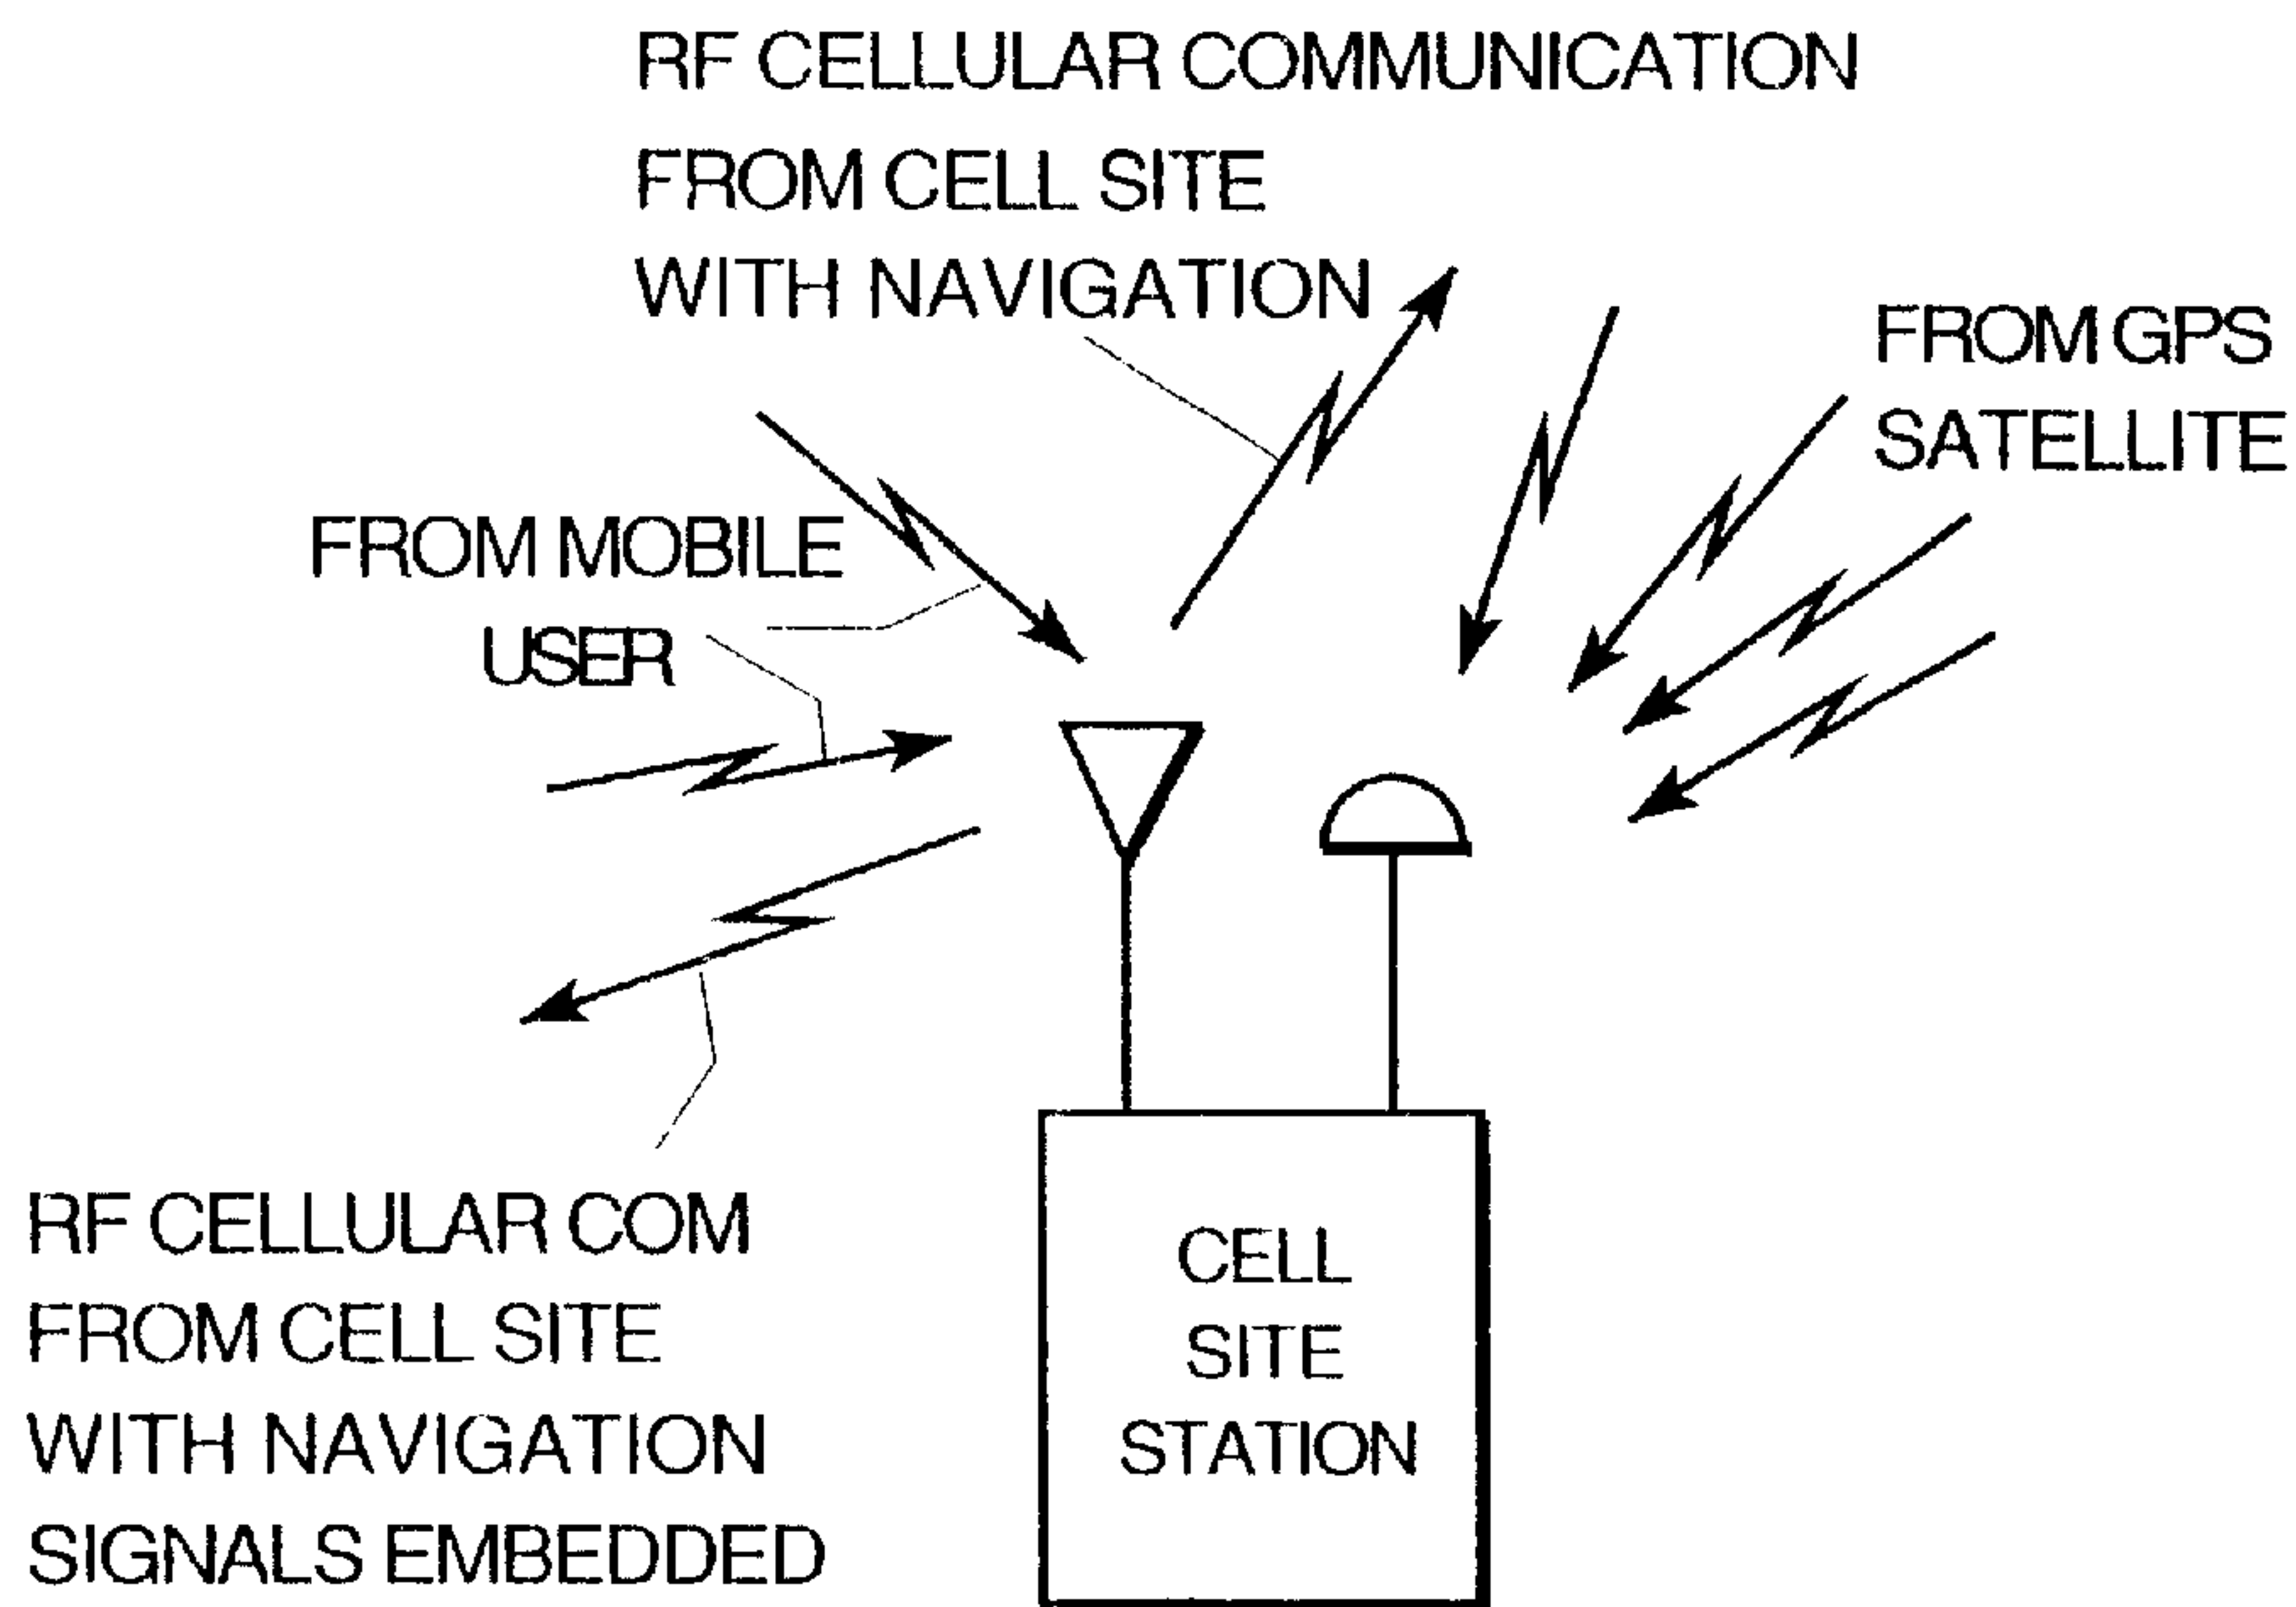 RF CELLULAR COMMUNICATION
FROM CELL SITE
WITH NAVIGATION
FROM GPS
SATELLITE
FROM MOBILE
USER
RF CELLULAR COM
FROM CELL SITE
WITH NAVIGATION
SIGNALS EMBEDDED
CELL
SITE
STATION